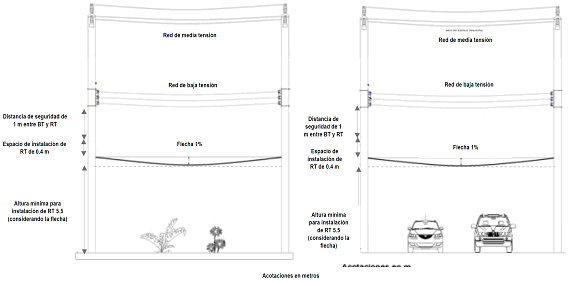 Red de media tensión
Red de baja tensión
Distancia de seguridad de
1 m entre BT y RT
Espacio de instalación
de RT de 0.4 m
Flecha 1%
Altura mínima para
instalación de RT 5.5
(considerando la flecha)
Red de media tensión
Red de baja tensión
Distancia de
seguridad de 1
m entre BT y RT
Espacio de
instalación de
RT de 0.4 m
Flecha 1%
Altura mínima
para instalación
de RT 5.5
(considerando la
flecha)
Acotaciones en m
Acotaciones en metros